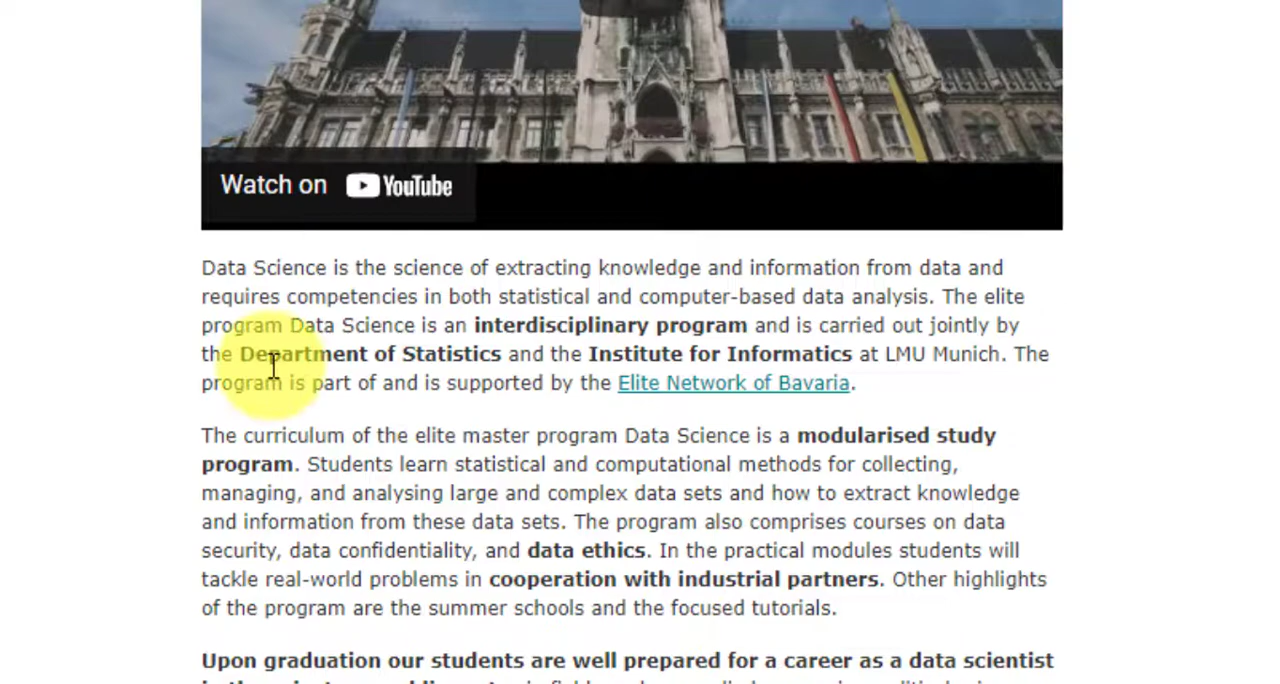 Watch on YouTube
Data Science is the science of extracting knowledge and information from data and
requires competencies in both statistical and computer-based data analysis. The elite
program Data Science is an interdisciplinary program and is carried out jointly by
the Department of Statistics and the Institute for Informatics at LMU Munich. The
program is part of and is supported by the Elite Network of Bavaria.
The curriculum of the elite master program Data Science is a modularised study
program. Students learn statistical and computational methods for collecting,
managing, and analysing large and complex data sets and how to extract knowledge
and information from these data sets. The program also comprises courses on data
security, data confidentiality, and data ethics. In the practical modules students will
tackle real-world problems in cooperation with industrial partners. Other highlights
of the program are the summer schools and the focused tutorials.
Upon graduation our students are well prepared for a career as a data scientist